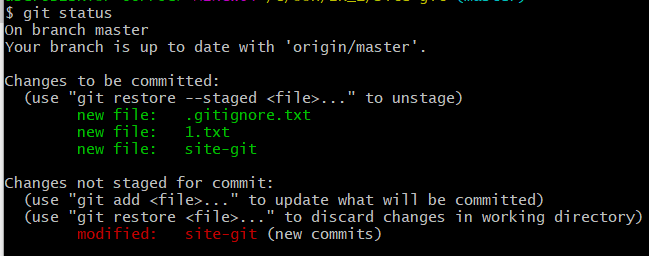 $ git status
On branch master
Your branch is up to date with 'origin/master'.
Changes to be committed:
(use "git restore --staged <file>..." to unstage)
new file: .gitignore.txt
new file: 1.txt
new file: site-git
Changes not staged for commit:
(use "git add <file>..." to update what will be committed)
(use "git restore <file>..." to discard changes in working directory)
modified: site-git (new commits)